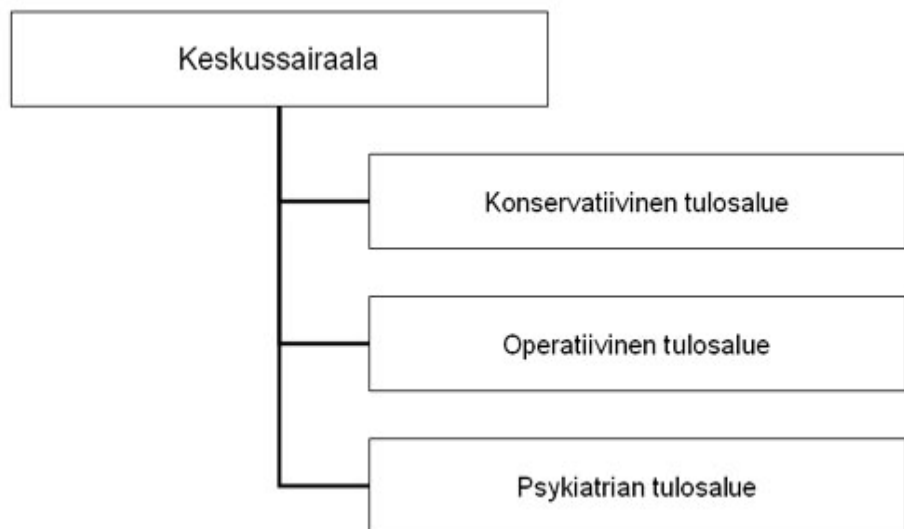 Keskussairaala
Konservatiivinen tulosalue
Operatiivinen tulosalue
Psykiatrian tulosalue